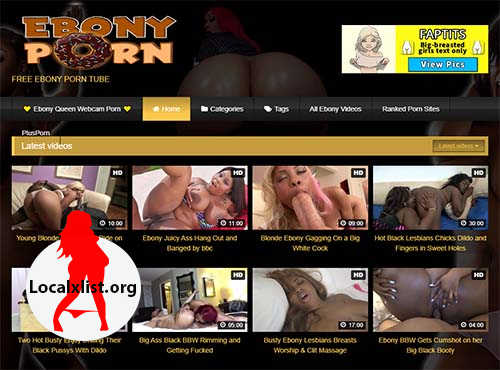 EBONY
PORN
FREE EBONY PORN TUBE
FAPTITS
Big-breasted
girls text only
View Pics
Ebony Queen Webcam Porn
Home
Categories
Tags
All Ebony Videos
Ranked Porn Sites
PlusPorn
Latest videos
Latest videos
HD
10:00
HD
11:00
HD
09:00
HD
30:00
Young Blonde
Ride on
Ebony Juicy Ass Hang Out and
Banged by bbc
Blonde Ebony Gagging On a Big
White Cock
Hot Black Lesbians Chicks Dildo and
Fingers in Sweet Holes
Localxlist.org
HD
05:00
HD
17:00
HD
04:00
Two Hot Busty Enjoy Drilling Their
Black Pussys With Dildo
Big Ass Black BBW Rimming and
Getting Fucked
Busty Ebony Lesbians Breasts
Worship & Clit Massage
Ebony BBW Gets Cumshot on her
Big Black Booty